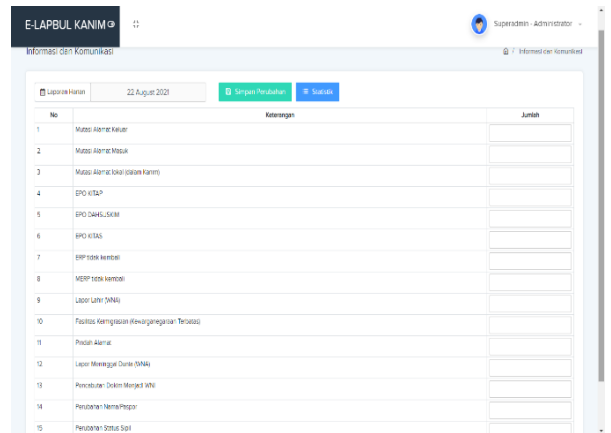 E-LAPBUL KANIM
Superadmin - Administrator
Informasi dan Komunikasi
/ Informasi dan Komunikasi
Laporan Harian
22 August 2021
Simpan Perubahan
Statistik
No Keterangan Jumlah
1 Mutasi Alamat Keluar
2 Mutasi Alamat Masuk
3 Mutasi Alamat lokal (dalam Kanim)
4 EPO KITAP
5 EPO DAHSUSKIM
6 EPO KITAS
7 ERP tidak kembali
8 MERP tidak kembali
9 Lapor Lahir (WNA)
10 Fasilitas Keimigrasian (Kewarganegaraan Terbatas)
11 Pindah Alamat
12 Lapor Meninggal Dunia (WNA)
13 Pencabutan Dokim Menjadi WNI
14 Perubahan Nama/Paspor
15 Perubahan Status Sipil